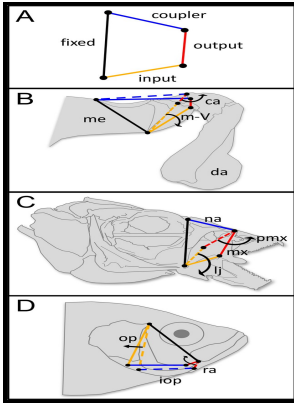 A
coupler
fixed
output
input
B
ca
me
m-V
da
C
na
pmx
mx
lj
D
op
ra
iop